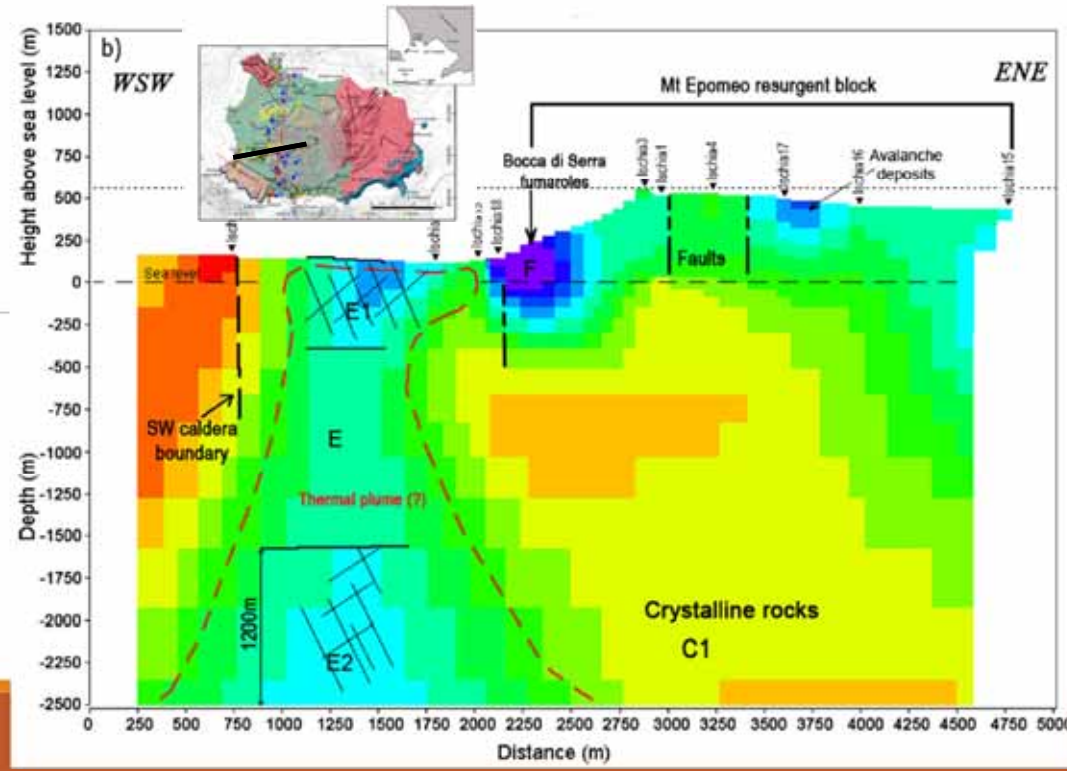 b)
WSW
ENE
Mt Epomeo resurgent block
Bocca di Serra
fumaroles
Avalanche
deposits
Ischia3
Ischia1
Ischia4
Ischia17
Ischia16
Ischia15
Ischia
Ischia18
Height above sea level (m)
1500
1250
1000
750
500
250
0
Sea level
F
Faults
E1
SW caldera
boundary
E
Thermal plume (?)
1200m
E2
Crystalline rocks
C1
Depth (m)
-250
-500
-750
-1000
-1250
-1500
-1750
-2000
-2250
-2500
0 250 500 750 1000 1250 1500 1750 2000 2250 2500 2750 3000 3250 3500 3750 4000 4250 4500 4750 5000
Distance (m)